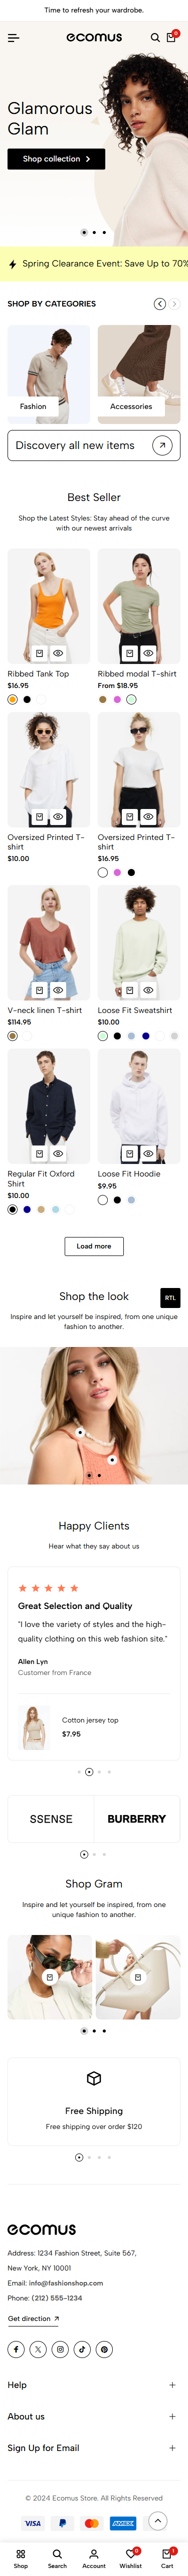 Time to refresh your wardrobe.
ecomus
0
Glamorous
Glam
Shop collection
Spring Clearance Event: Save Up to 70%
SHOP BY CATEGORIES
Fashion
Accessories
Discovery all new items
Best Seller
Shop the Latest Styles: Stay ahead of the curve
with our newest arrivals
Ribbed Tank Top
$16.95
Ribbed modal T-shirt
From $18.95
Oversized Printed T-
shirt
$10.00
Oversized Printed T-
shirt
$16.95
V-neck linen T-shirt
$114.95
Loose Fit Sweatshirt
$10.00
Regular Fit Oxford
Shirt
$10.00
Loose Fit Hoodie
$9.95
Load more
Shop the look
RTL
Inspire and let yourself be inspired, from one unique
fashion to another.
Happy Clients
Hear what they say about us
Great Selection and Quality
"I love the variety of styles and the high-
quality clothing on this web fashion site."
Allen Lyn
Customer from France
Cotton jersey top
$7.95
SSENSE
BURBERRY
Shop Gram
Inspire and let yourself be inspired, from one
unique fashion to another.
Free Shipping
Free shipping over order $120
ecomus
Address: 1234 Fashion Street, Suite 567,
New York, NY 10001
Email: info@fashionshop.com
Phone: (212) 555-1234
Get direction
Help
About us
Sign Up for Email
© 2024 Ecomus Store. All Rights Reserved
VISA
PayPal
mastercard
AMEX
Shop
Search
Account
0
Wishlist
1
Cart